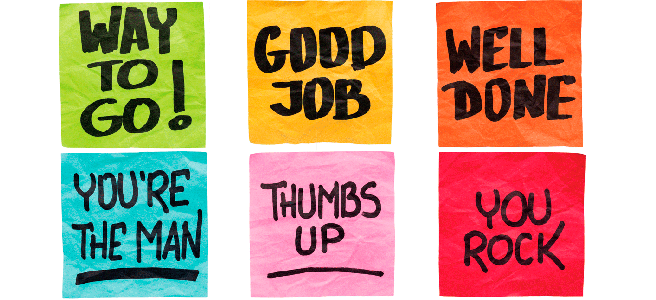 WAY
TO
GO!
GOOD
JOB
WELL
DONE
YOU'RE
THE MAN
THUMBS
UP
YOU
ROCK